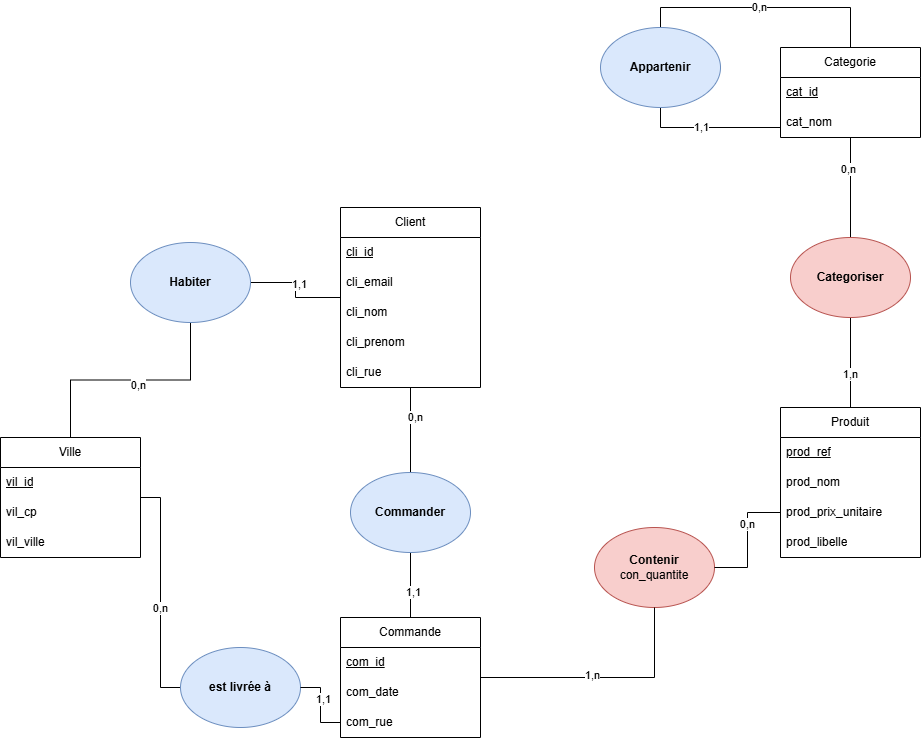 0,n
Appartenir
1,1
Categorie
cat_id
cat_nom
0,n
Categoriser
1,n
Client
cli_id
cli_email
cli_nom
cli_prenom
cli_rue
Habiter
1,1
0,n
0,n
Ville
vil_id
vil_cp
vil_ville
Commander
1,1
Produit
prod_ref
prod_nom
prod_prix_unitaire
prod_libelle
0,n
Contenir
con_quantite
1,n
Commande
com_id
com_date
com_rue
0,n
est livrée à
1,1